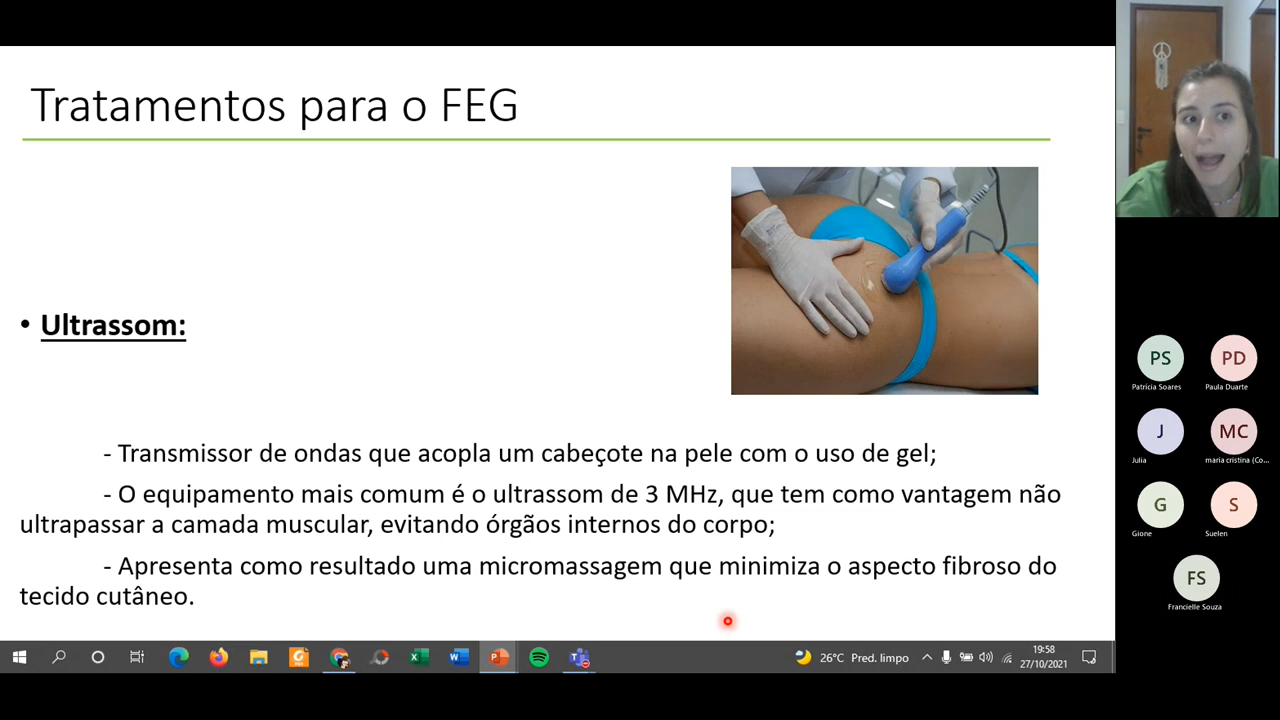 Tratamentos para o FEG
• Ultrassom:
- Transmissor de ondas que acopla um cabeçote na pele com o uso de gel;
- O equipamento mais comum é o ultrassom de 3 MHz, que tem como vantagem não
ultrapassar a camada muscular, evitando órgãos internos do corpo;
- Apresenta como resultado uma micromassagem que minimiza o aspecto fibroso do
tecido cutâneo.
PS
PD
Patrícia Soares
Paula Duarte
J
MC
Julia
maria cristina (Co...
G
S
Gione
Suelen
FS
Francielle Souza
26°C Pred. limpo
19:58
27/10/2021